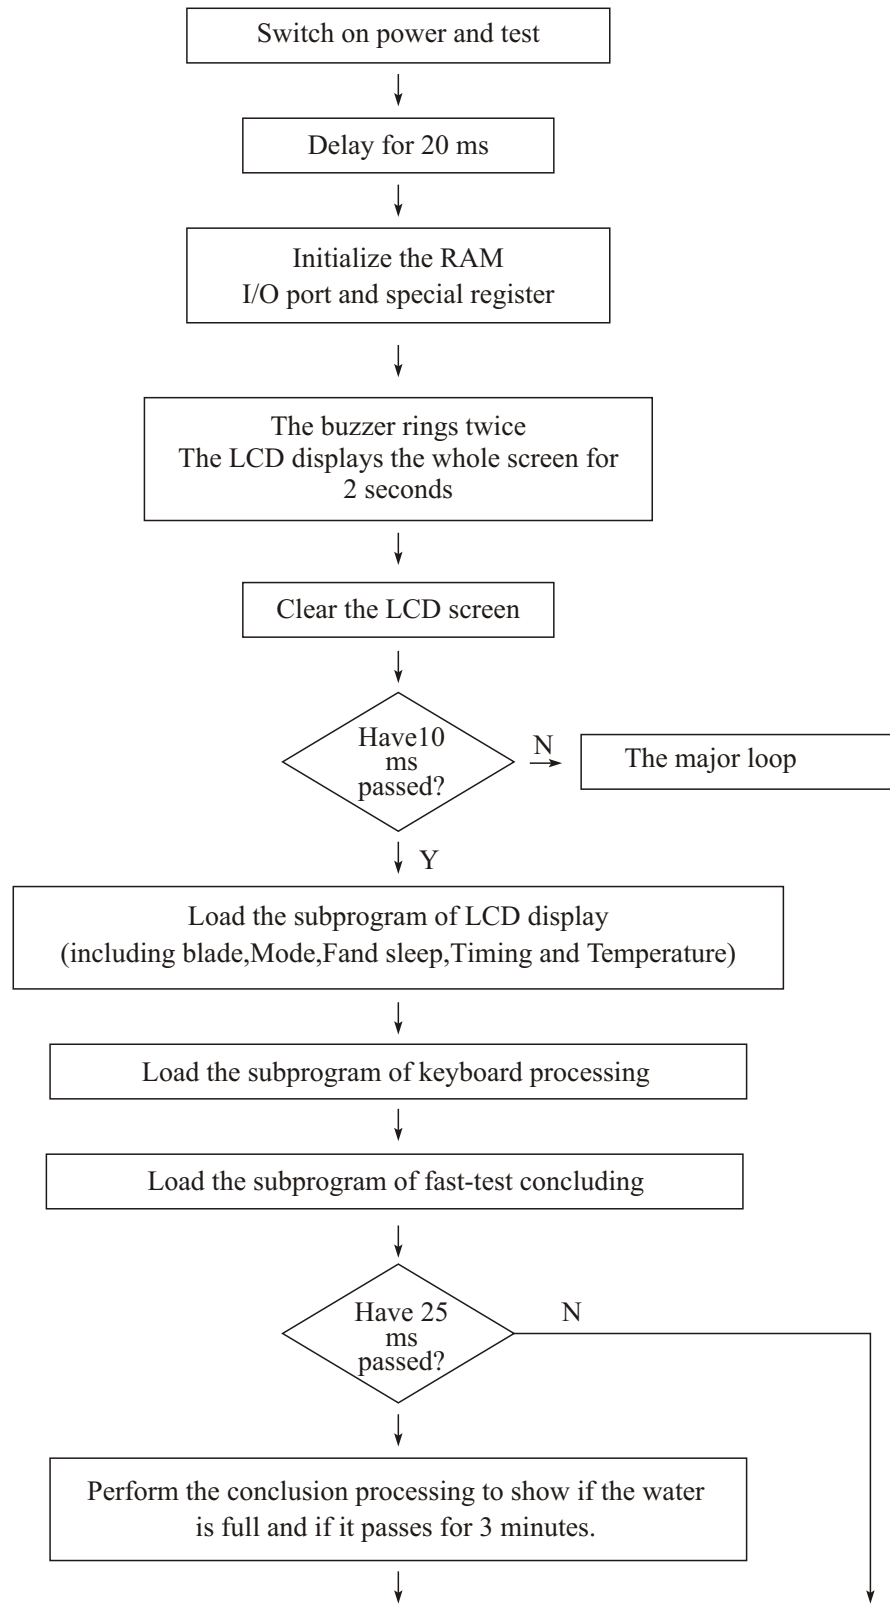 Switch on power and test
Delay for 20 ms
Initialize the RAM
I/O port and special register
The buzzer rings twice
The LCD displays the whole screen for
2 seconds
Clear the LCD screen
Have10
ms
passed?
N
The major loop
Y
Load the subprogram of LCD display
(including blade,Mode,Fand sleep,Timing and Temperature)
Load the subprogram of keyboard processing
Load the subprogram of fast-test concluding
Have 25
ms
passed?
N
Perform the conclusion processing to show if the water
is full and if it passes for 3 minutes.